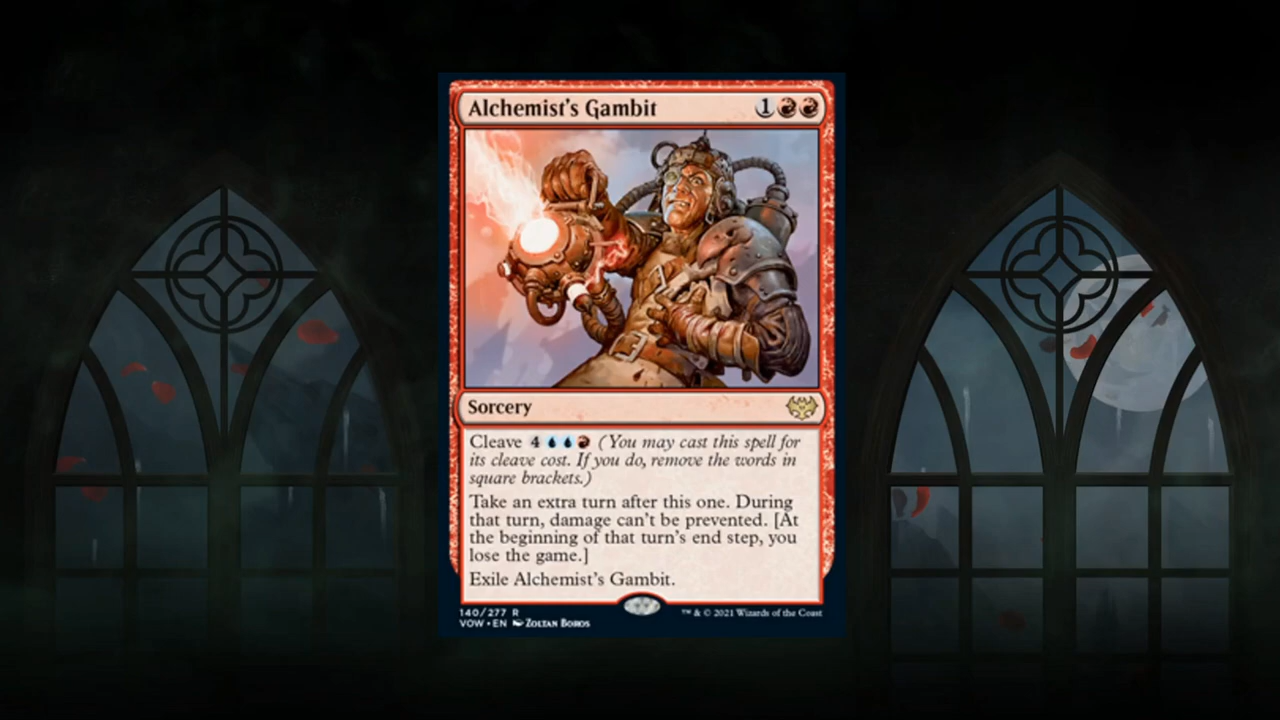 Alchemist's Gambit 1
Sorcery
Cleave 4 (You may cast this spell for
its cleave cost. If you do, remove the words in
square brackets.)
Take an extra turn after this one. During
that turn, damage can't be prevented. [At
the beginning of that turn's end step, you
lose the game.]
Exile Alchemist's Gambit.
140/277 R
™ & © 2021 Wizards of the Coast
VOW • EN Zoltan Boros